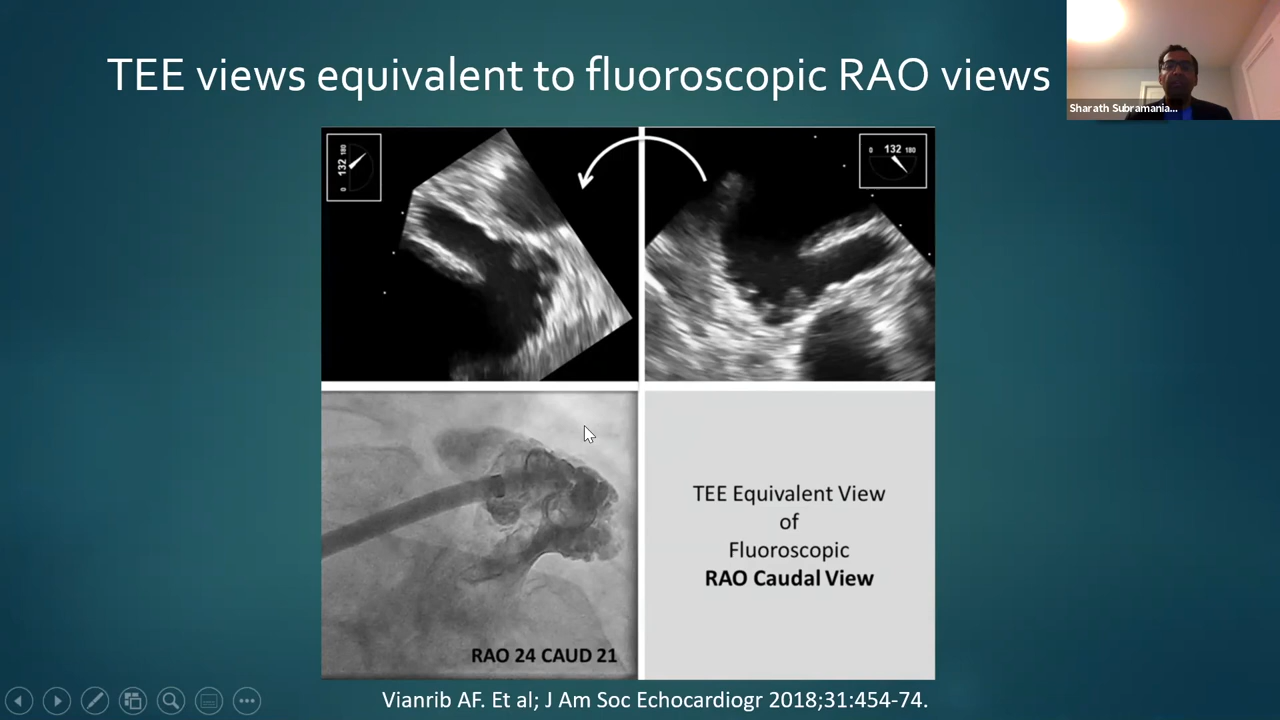 TEE views equivalent to fluoroscopic RAO views
Sharath Subramania...
0 132 180
0 132 180
TEE Equivalent View
of
Fluoroscopic
RAO Caudal View
RAO 24 CAUD 21
Vianrib AF. Et al; J Am Soc Echocardiogr 2018;31:454-74.